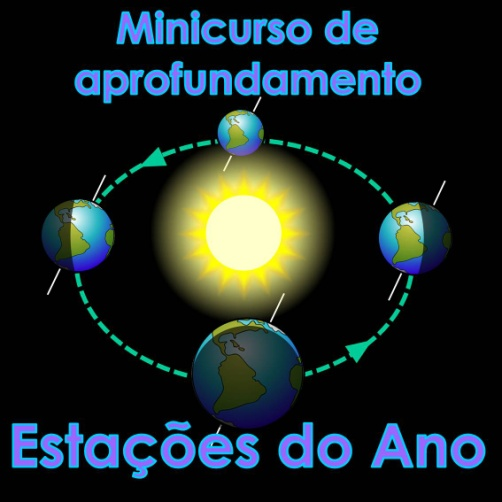 Minicurso de
aprofundamento
Estações do Ano